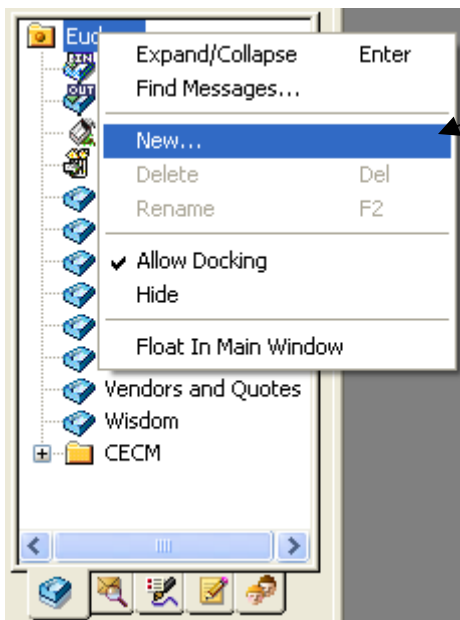 Expand/Collapse Enter
Find Messages...
New...
Delete Del
Rename F2
Allow Docking
Hide
Float In Main Window
Vendors and Quotes
Wisdom
CECM